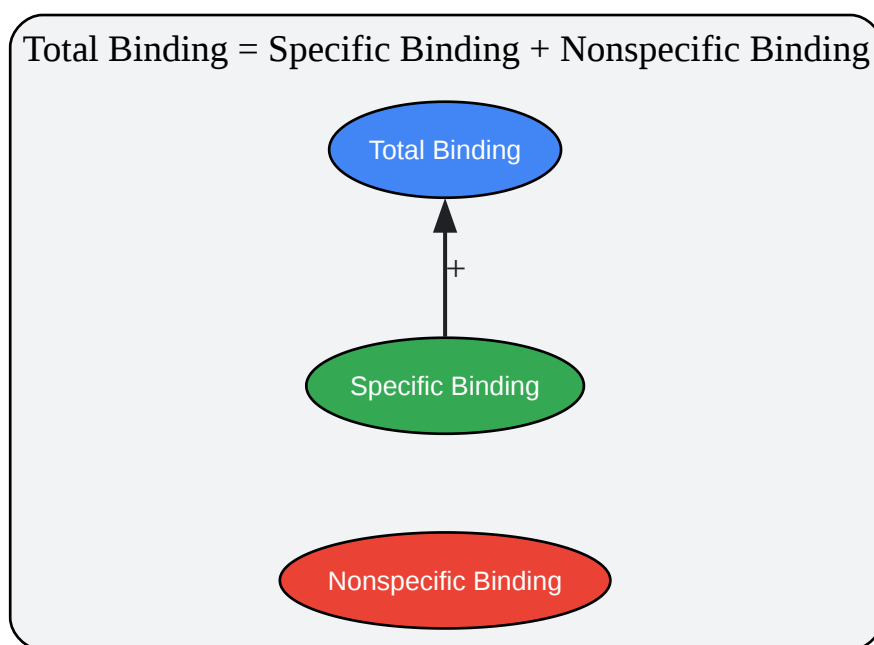 Total Binding = Specific Binding + Nonspecific Binding
Total Binding
+
Specific Binding
Nonspecific Binding